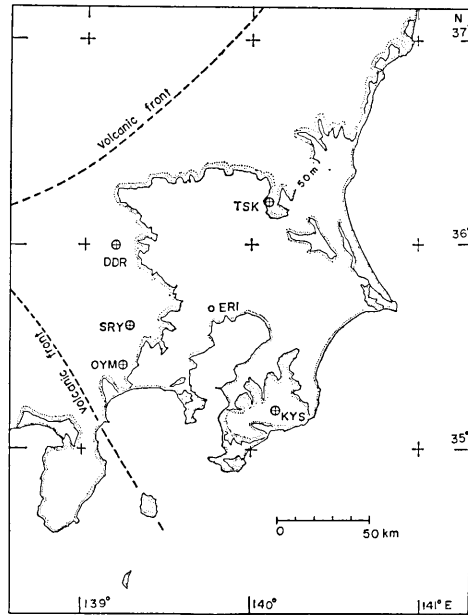 N
37°
Volcanic front
50m
TSK
36°
DDR
ERI
SRY
OYM
Volcanic front
KYS
35°
0 50 km
139° 140° 141° E